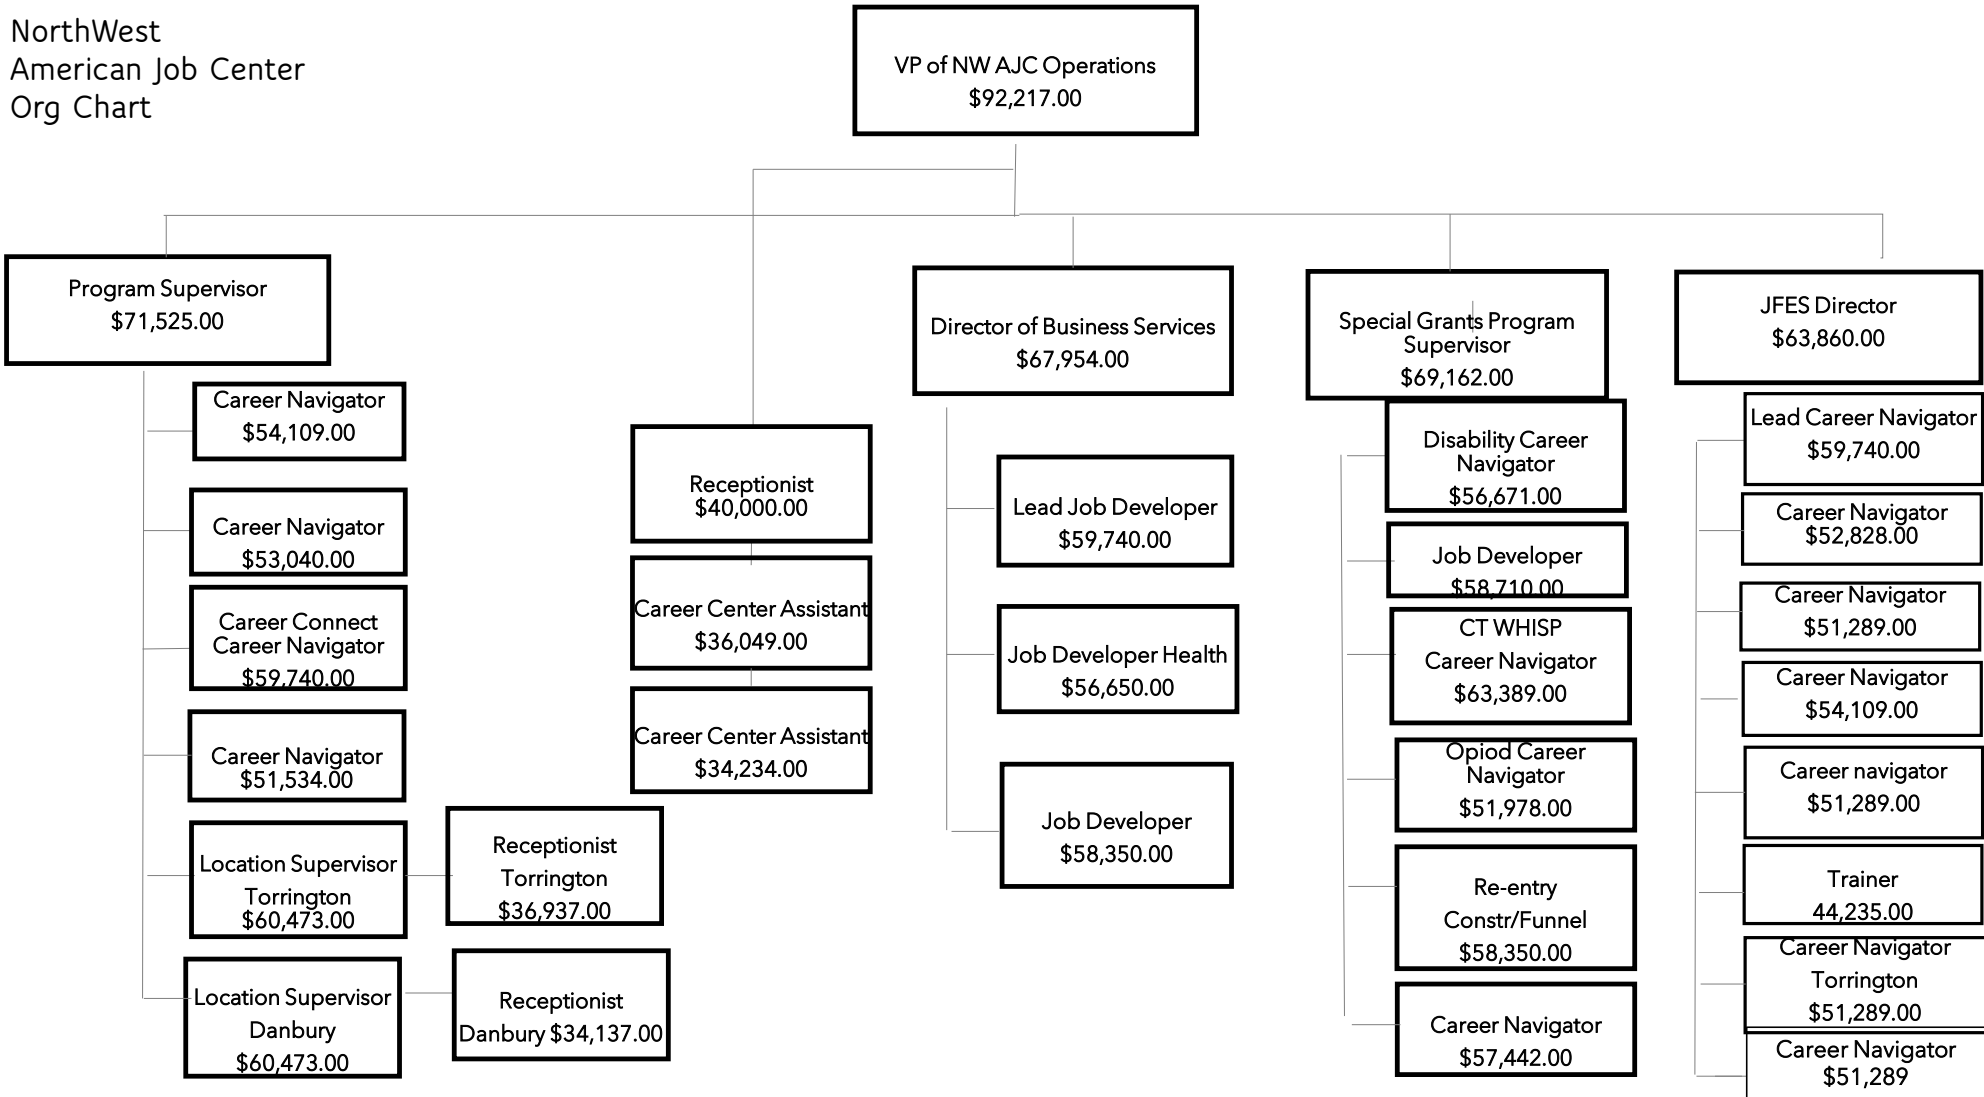 NorthWest
American Job Center
Org Chart
VP of NW AJC Operations
$92,217.00
Program Supervisor
$71,525.00
Career Navigator
$54,109.00
Career Navigator
$53,040.00
Career Connect
Career Navigator
$59,740.00
Career Navigator
$51,534.00
Location Supervisor
Torrington
$60,473.00
Receptionist
Torrington
$36,937.00
Location Supervisor
Danbury
$60,473.00
Receptionist
Danbury $34,137.00
Receptionist
$40,000.00
Career Center Assistant
$36,049.00
Career Center Assistant
$34,234.00
Director of Business Services
$67,954.00
Lead Job Developer
$59,740.00
Job Developer Health
$56,650.00
Job Developer
$58,350.00
Special Grants Program
Supervisor
$69,162.00
Disability Career
Navigator
$56,671.00
Job Developer
$58,710.00
CT WHISP
Career Navigator
$63,389.00
Opiod Career
Navigator
$51,978.00
Re-entry
Constr/Funnel
$58,350.00
Career Navigator
$57,442.00
JFES Director
$63,860.00
Lead Career Navigator
$59,740.00
Career Navigator
$52,828.00
Career Navigator
$51,289.00
Career Navigator
$54,109.00
Career navigator
$51,289.00
Trainer
44,235.00
Career Navigator
Torrington
$51,289.00
Career Navigator
$51,289